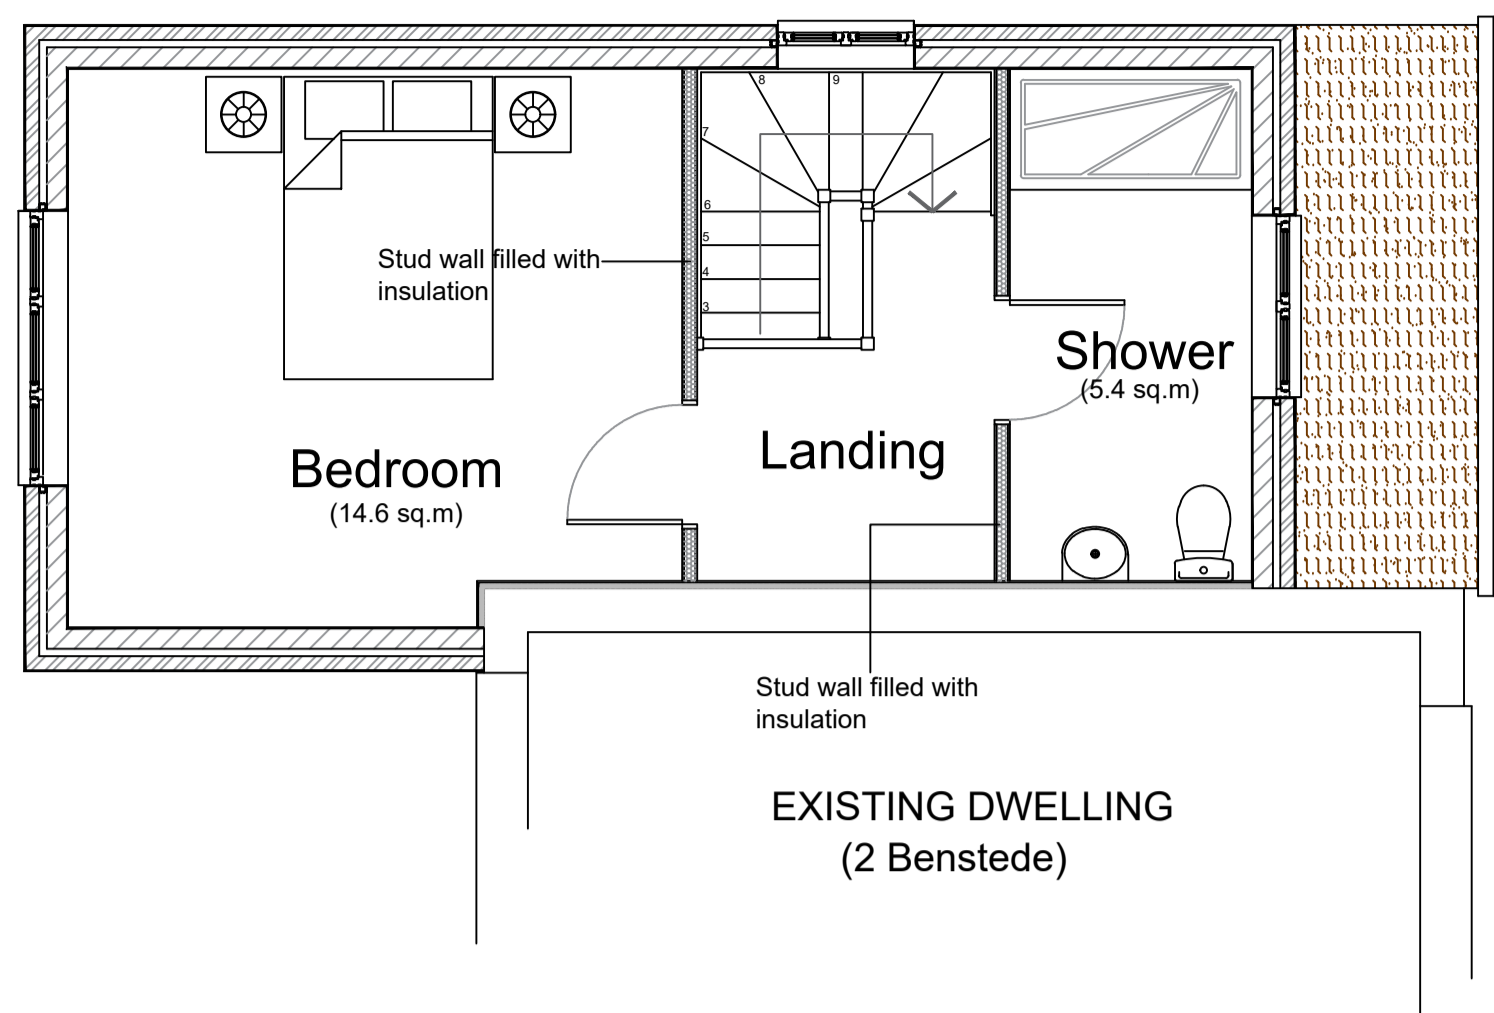 8
9
7
6
5
4
3
Stud wall filled with
insulation
Shower
(5.4 sq.m)
Landing
Bedroom
(14.6 sq.m)
Stud wall filled with
insulation
EXISTING DWELLING
(2 Benstede)